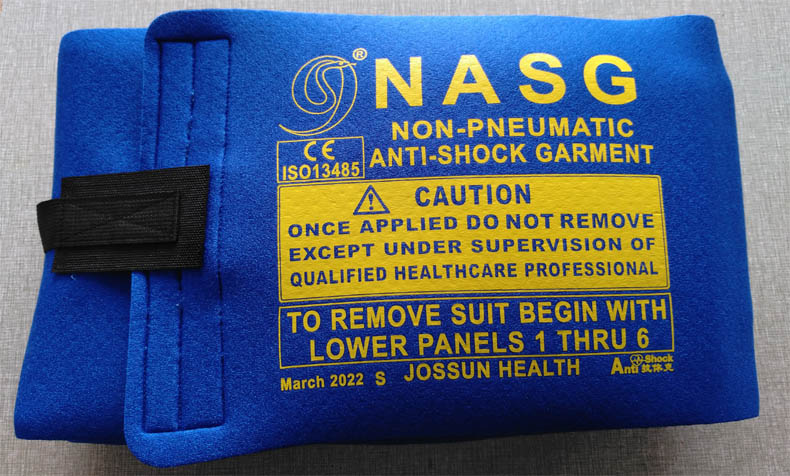 ® NASG
NON-PNEUMATIC
ANTI-SHOCK GARMENT
CE
ISO13485
! CAUTION
ONCE APPLIED DO NOT REMOVE
EXCEPT UNDER SUPERVISION OF
QUALIFIED HEALTHCARE PROFESSIONAL
TO REMOVE SUIT BEGIN WITH
LOWER PANELS 1 THRU 6
March 2022 S JOSSUN HEALTH Anti Shock